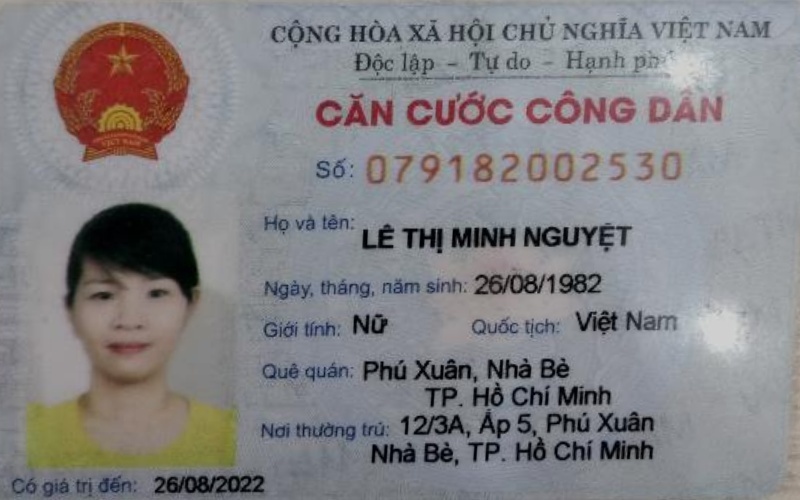 CỘNG HÒA XÃ HỘI CHỦ NGHĨA VIỆT NAM
Độc lập - Tự do - Hạnh
CĂN CƯỚC CÔNG DÂN
Số: 079182002530
Họ và tên: LÊ THỊ MINH NGUYỆT
Ngày, tháng, năm sinh: 26/08/1982
Giới tính: Nữ Quốc tịch: Việt Nam
Quê quán: Phú Xuân, Nhà Bè
TP. Hồ Chí Minh
Nơi thường trú: 12/3A, Ấp 5, Phú Xuân
Nhà Bè, TP. Hồ Chí Minh
Có giá trị đến: 26/08/2022
VIỆT NAM